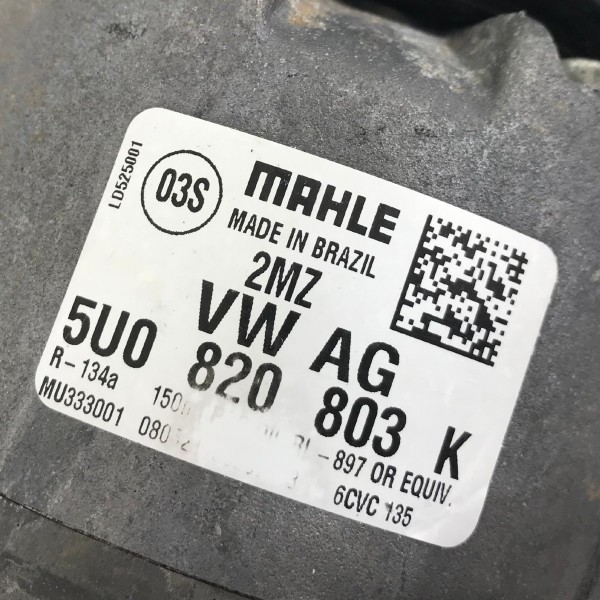 LD525001
03S
MAHLE
MADE IN BRAZIL
2MZ
VW AG
5U0 820 803 K
R-134a -897 OR EQUIV.
MU333001
6CVC 135